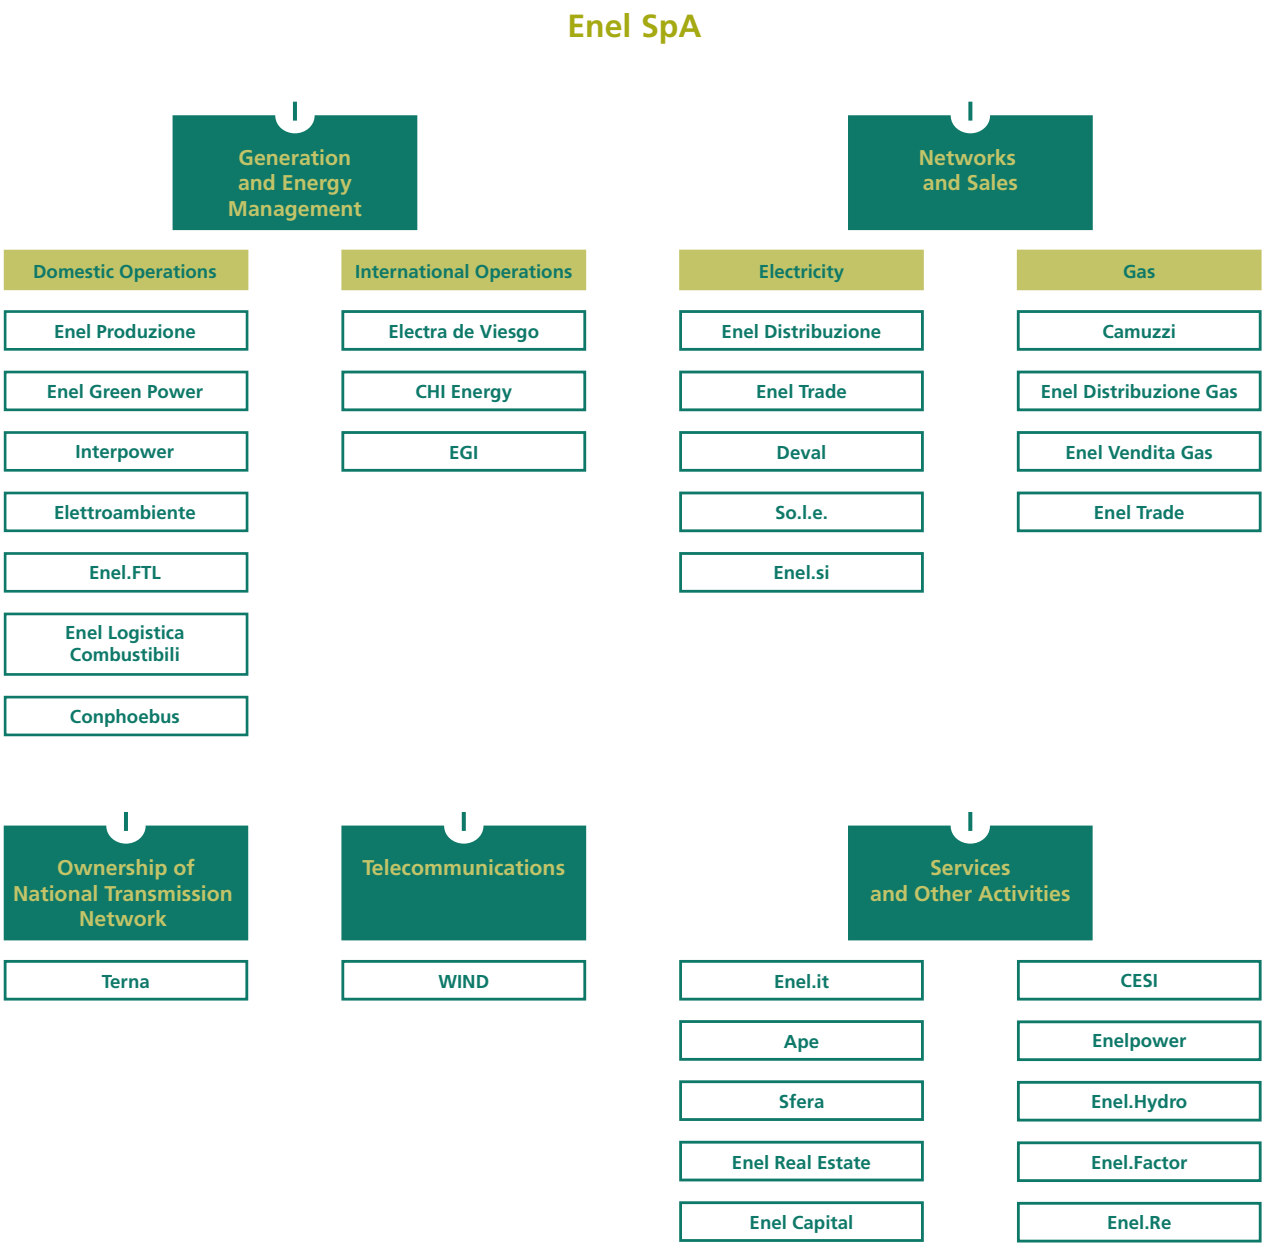 Enel SpA
Generation
and Energy
Management
Domestic Operations
Enel Produzione
Enel Green Power
Interpower
Elettroambiente
Enel.FTL
Enel Logistica
Combustibili
Conphoebus
International Operations
Electra de Viesgo
CHI Energy
EGI
Networks
and Sales
Electricity
Enel Distribuzione
Enel Trade
Deval
So.l.e.
Enel.si
Gas
Camuzzi
Enel Distribuzione Gas
Enel Vendita Gas
Enel Trade
Ownership of
National Transmission
Network
Terna
Telecommunications
WIND
Services
and Other Activities
Enel.it
Ape
Sfera
Enel Real Estate
Enel Capital
CESI
Enelpower
Enel.Hydro
Enel.Factor
Enel.Re